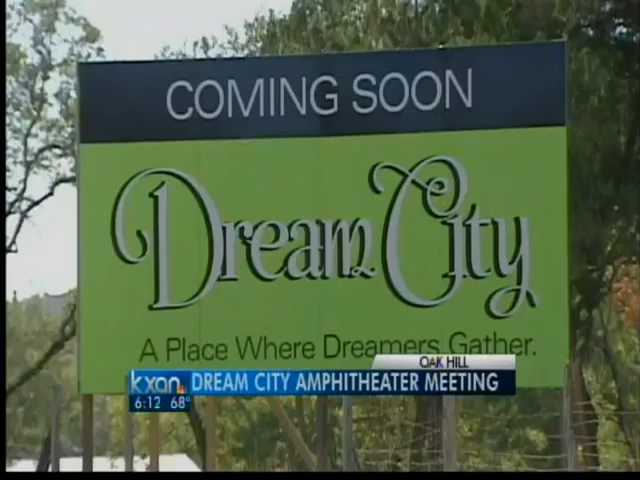 COMING SOON
Dream City
A Place Where Dreamers Gather.
OAK HILL
kxan DREAM CITY AMPHITHEATER MEETING
6:12 68°